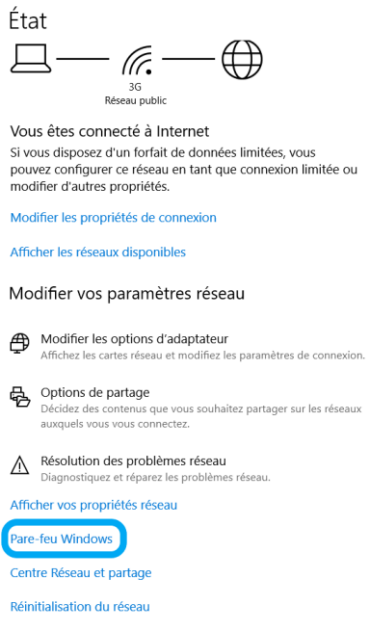 État
3G
Réseau public
Vous êtes connecté à Internet
Si vous disposez d'un forfait de données limitées, vous
pouvez configurer ce réseau en tant que connexion limitée ou
modifier d'autres propriétés.
Modifier les propriétés de connexion
Afficher les réseaux disponibles
Modifier vos paramètres réseau
Modifier les options d'adaptateur
Affichez les cartes réseau et modifiez les paramètres de connexion.
Options de partage
Décidez des contenus que vous souhaitez partager sur les réseaux
auxquels vous vous connectez.
Résolution des problèmes réseau
Diagnostiquez et réparez les problèmes réseau.
Afficher vos propriétés réseau
Pare-feu Windows
Centre Réseau et partage
Réinitialisation du réseau